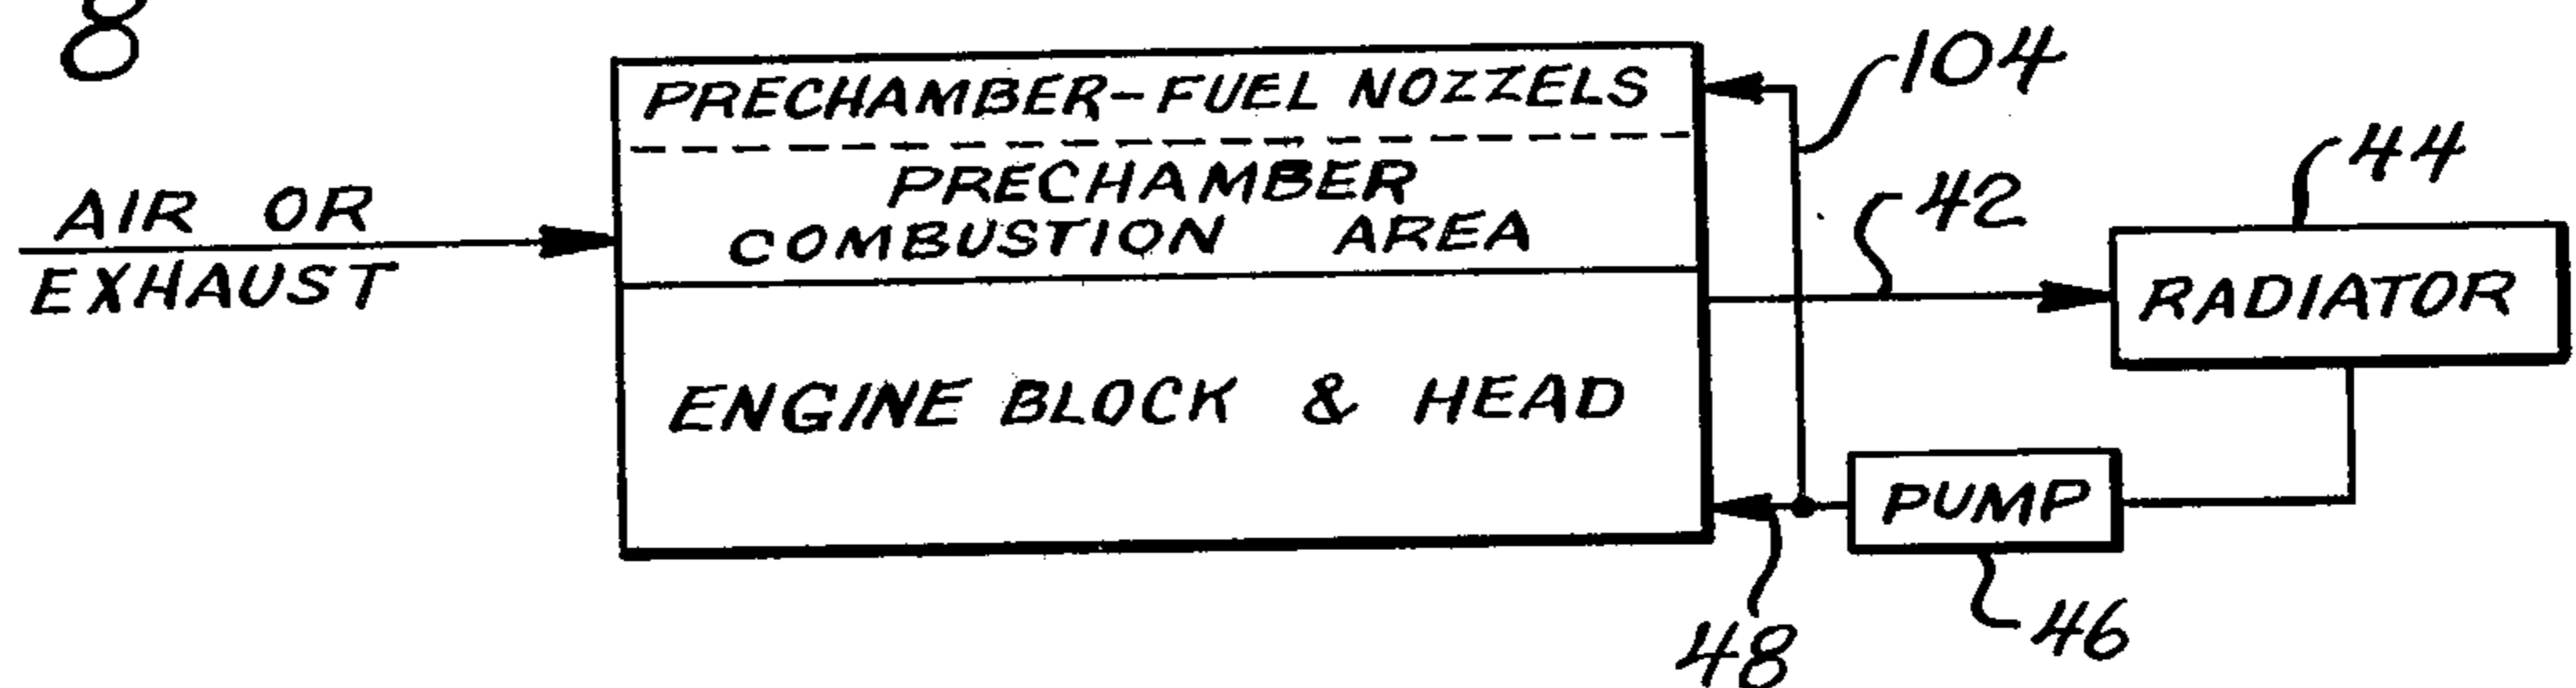 8
PRECHAMBER-FUEL NOZZELS
PRECHAMBER
COMBUSTION AREA
AIR OR
EXHAUST
ENGINE BLOCK & HEAD
104
42
44
RADIATOR
PUMP
48
46